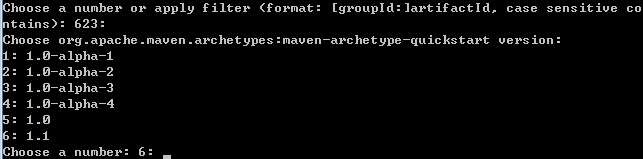 Choose a number or apply filter (format: [groupId:]artifactId, case sensitive co
ntains): 623:
Choose org.apache.maven.archetypes:maven-archetype-quickstart version:
1: 1.0-alpha-1
2: 1.0-alpha-2
3: 1.0-alpha-3
4: 1.0-alpha-4
5: 1.0
6: 1.1
Choose a number: 6: